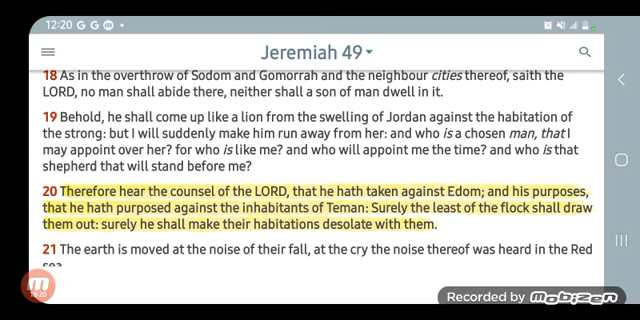 12:20 G G m •
Jeremiah 49
18 As in the overthrow of Sodom and Gomorrah and the neighbour cities thereof, saith the
LORD, no man shall abide there, neither shall a son of man dwell in it.
19 Behold, he shall come up like a lion from the swelling of Jordan against the habitation of
the strong: but I will suddenly make him run away from her: and who is a chosen man, that I
may appoint over her? for who is like me? and who will appoint me the time? and who is that
shepherd that will stand before me?
20 Therefore hear the counsel of the LORD, that he hath taken against Edom; and his purposes,
that he hath purposed against the inhabitants of Teman: Surely the least of the flock shall draw
them out: surely he shall make their habitations desolate with them.
21 The earth is moved at the noise of their fall, at the cry the noise thereof was heard in the Red
sea.
m
Recorded by Mobizen